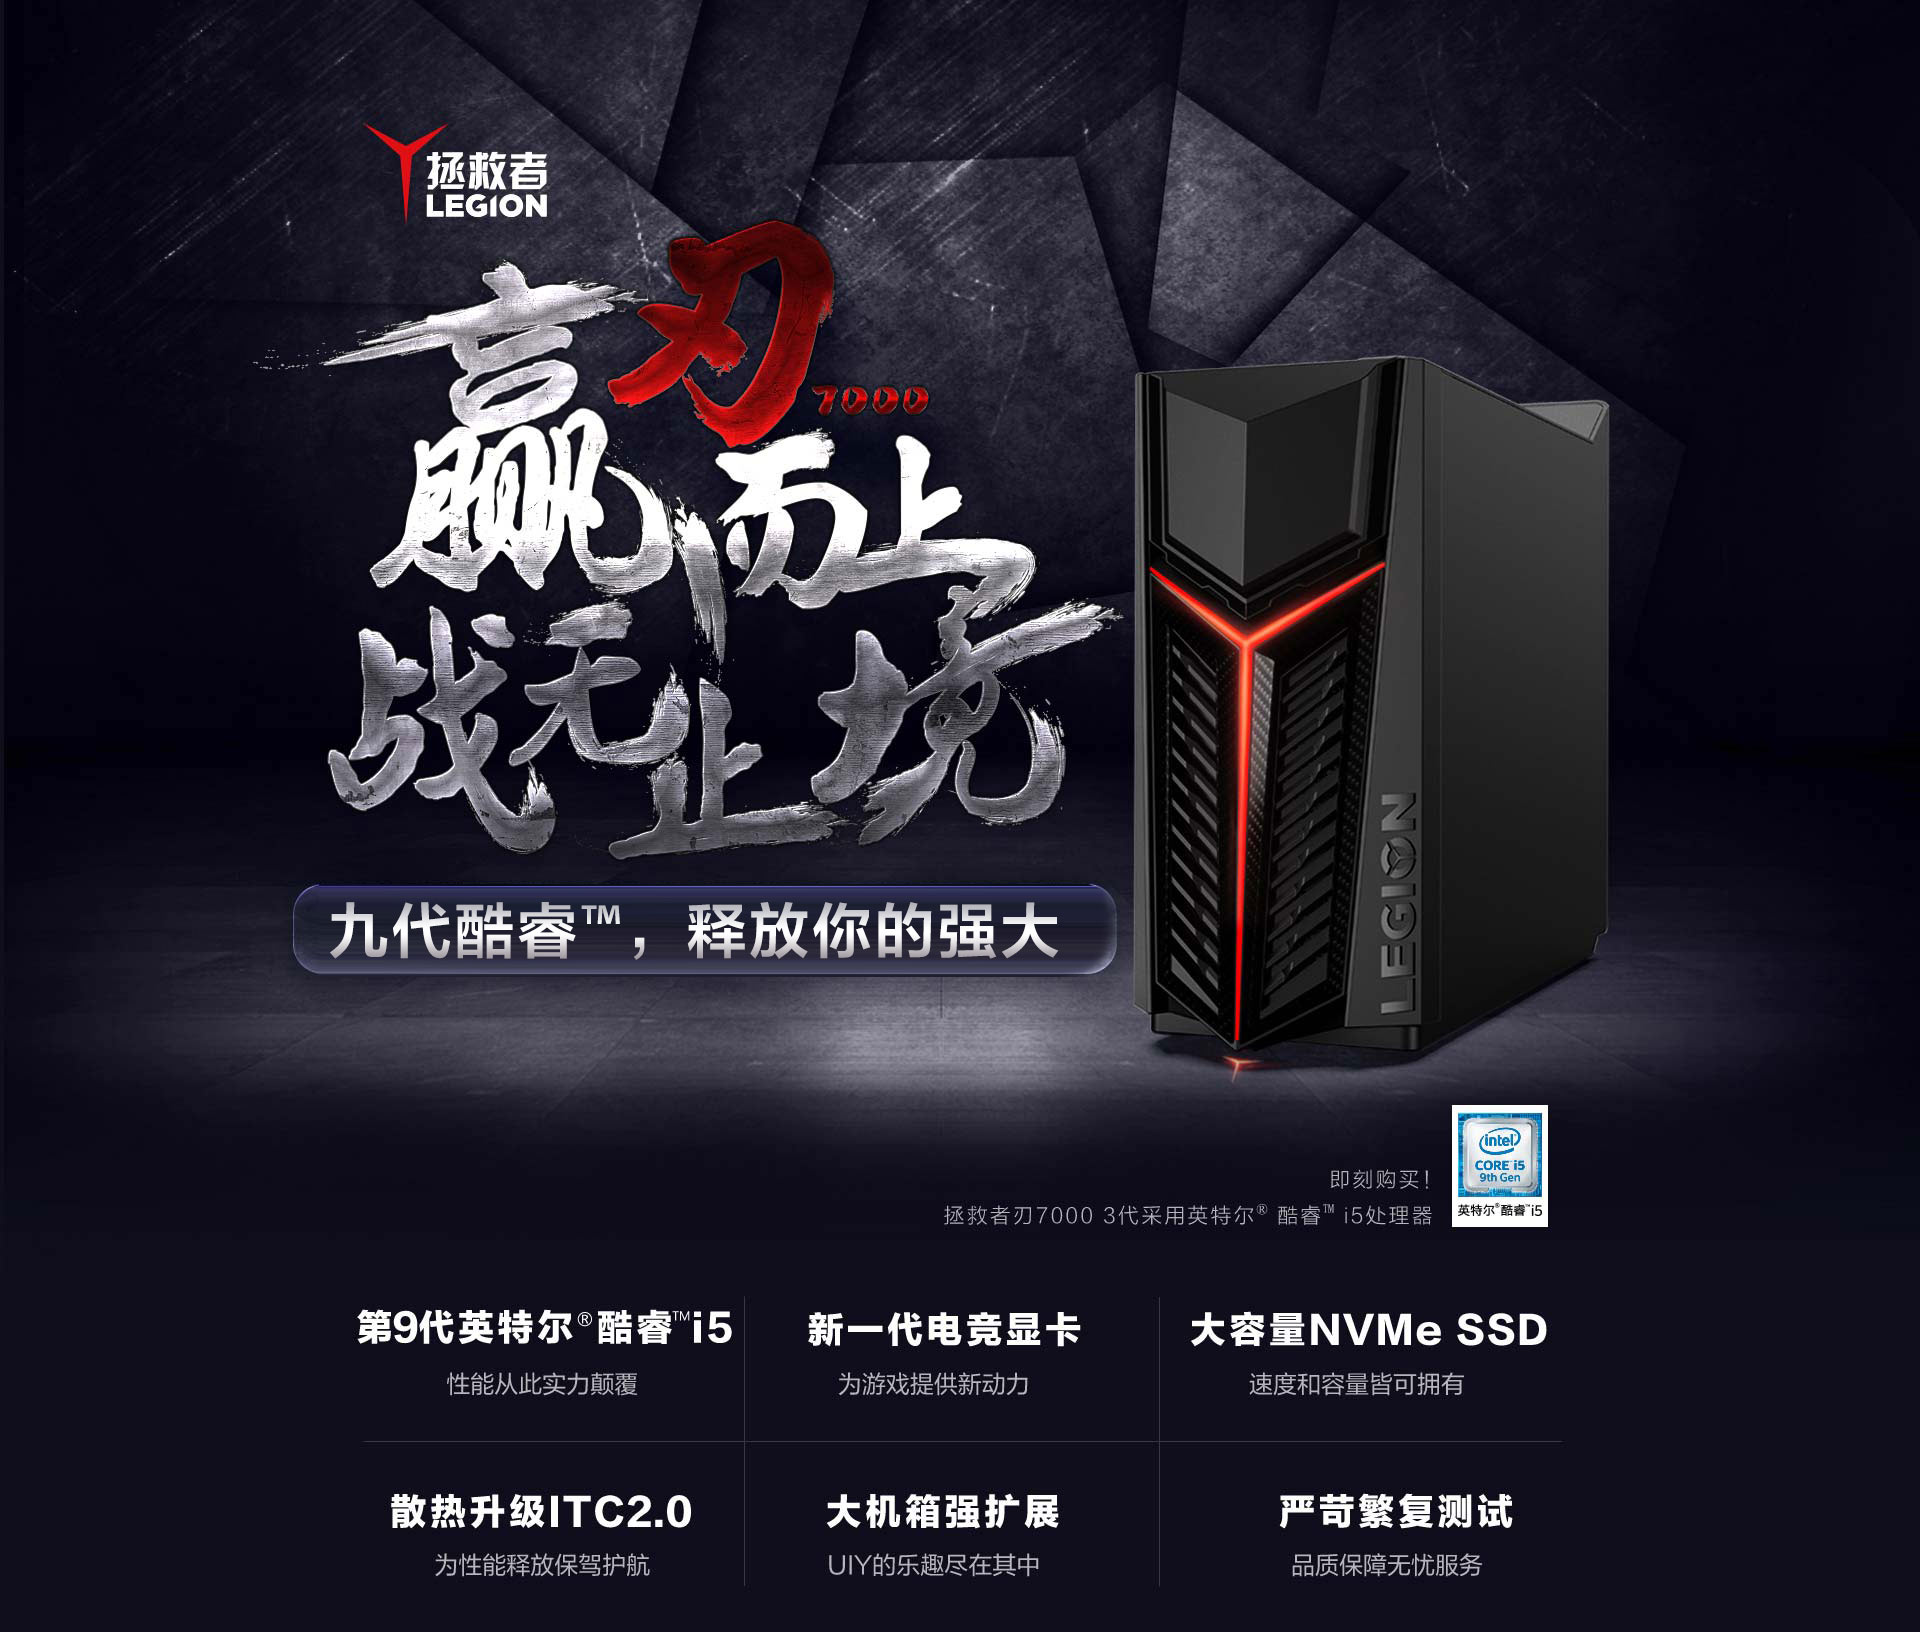 拯救者
LEGION
赢刃而上
7000
战无止境
九代酷睿™，释放你的强大
LEGION
即刻购买！
拯救者刃7000 3代采用英特尔® 酷睿™ i5处理器
intel
CORE i5
9th Gen
英特尔®酷睿™i5
第9代英特尔®酷睿™i5
性能从此实力颠覆
新一代电竞显卡
为游戏提供新动力
大容量NVMe SSD
速度和容量皆可拥有
散热升级ITC2.0
为性能释放保驾护航
大机箱强扩展
UIY的乐趣尽在其中
严苛繁复测试
品质保障无忧服务